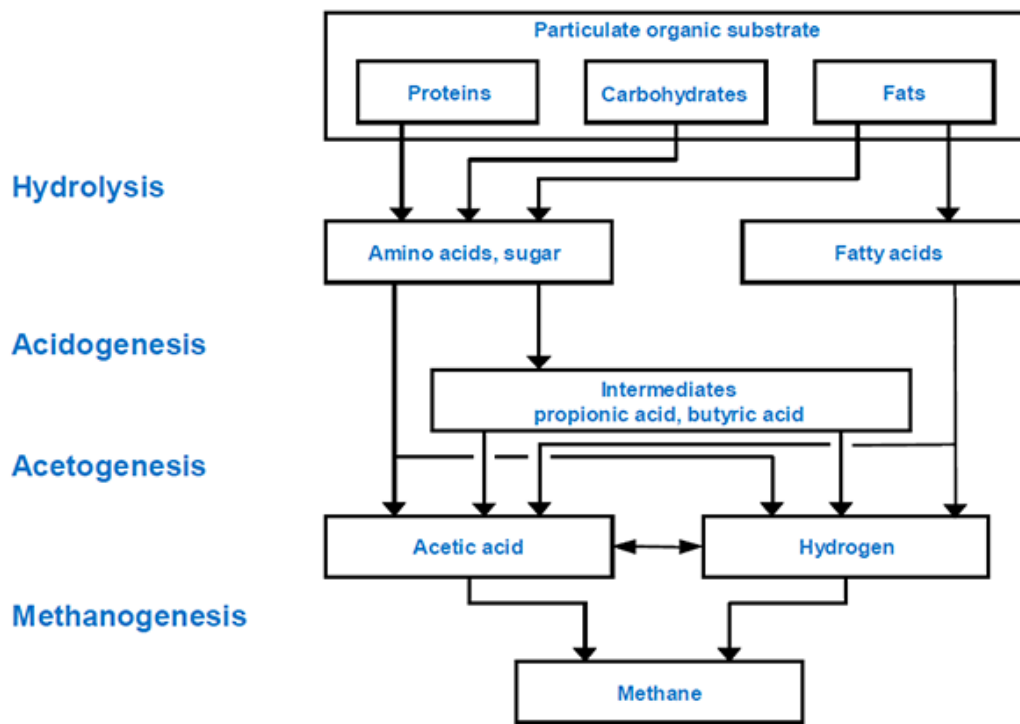 Particulate organic substrate
Proteins
Carbohydrates
Fats
Hydrolysis
Amino acids, sugar
Fatty acids
Acidogenesis
Intermediates
propionic acid, butyric acid
Acetogenesis
Acetic acid
Hydrogen
Methanogenesis
Methane